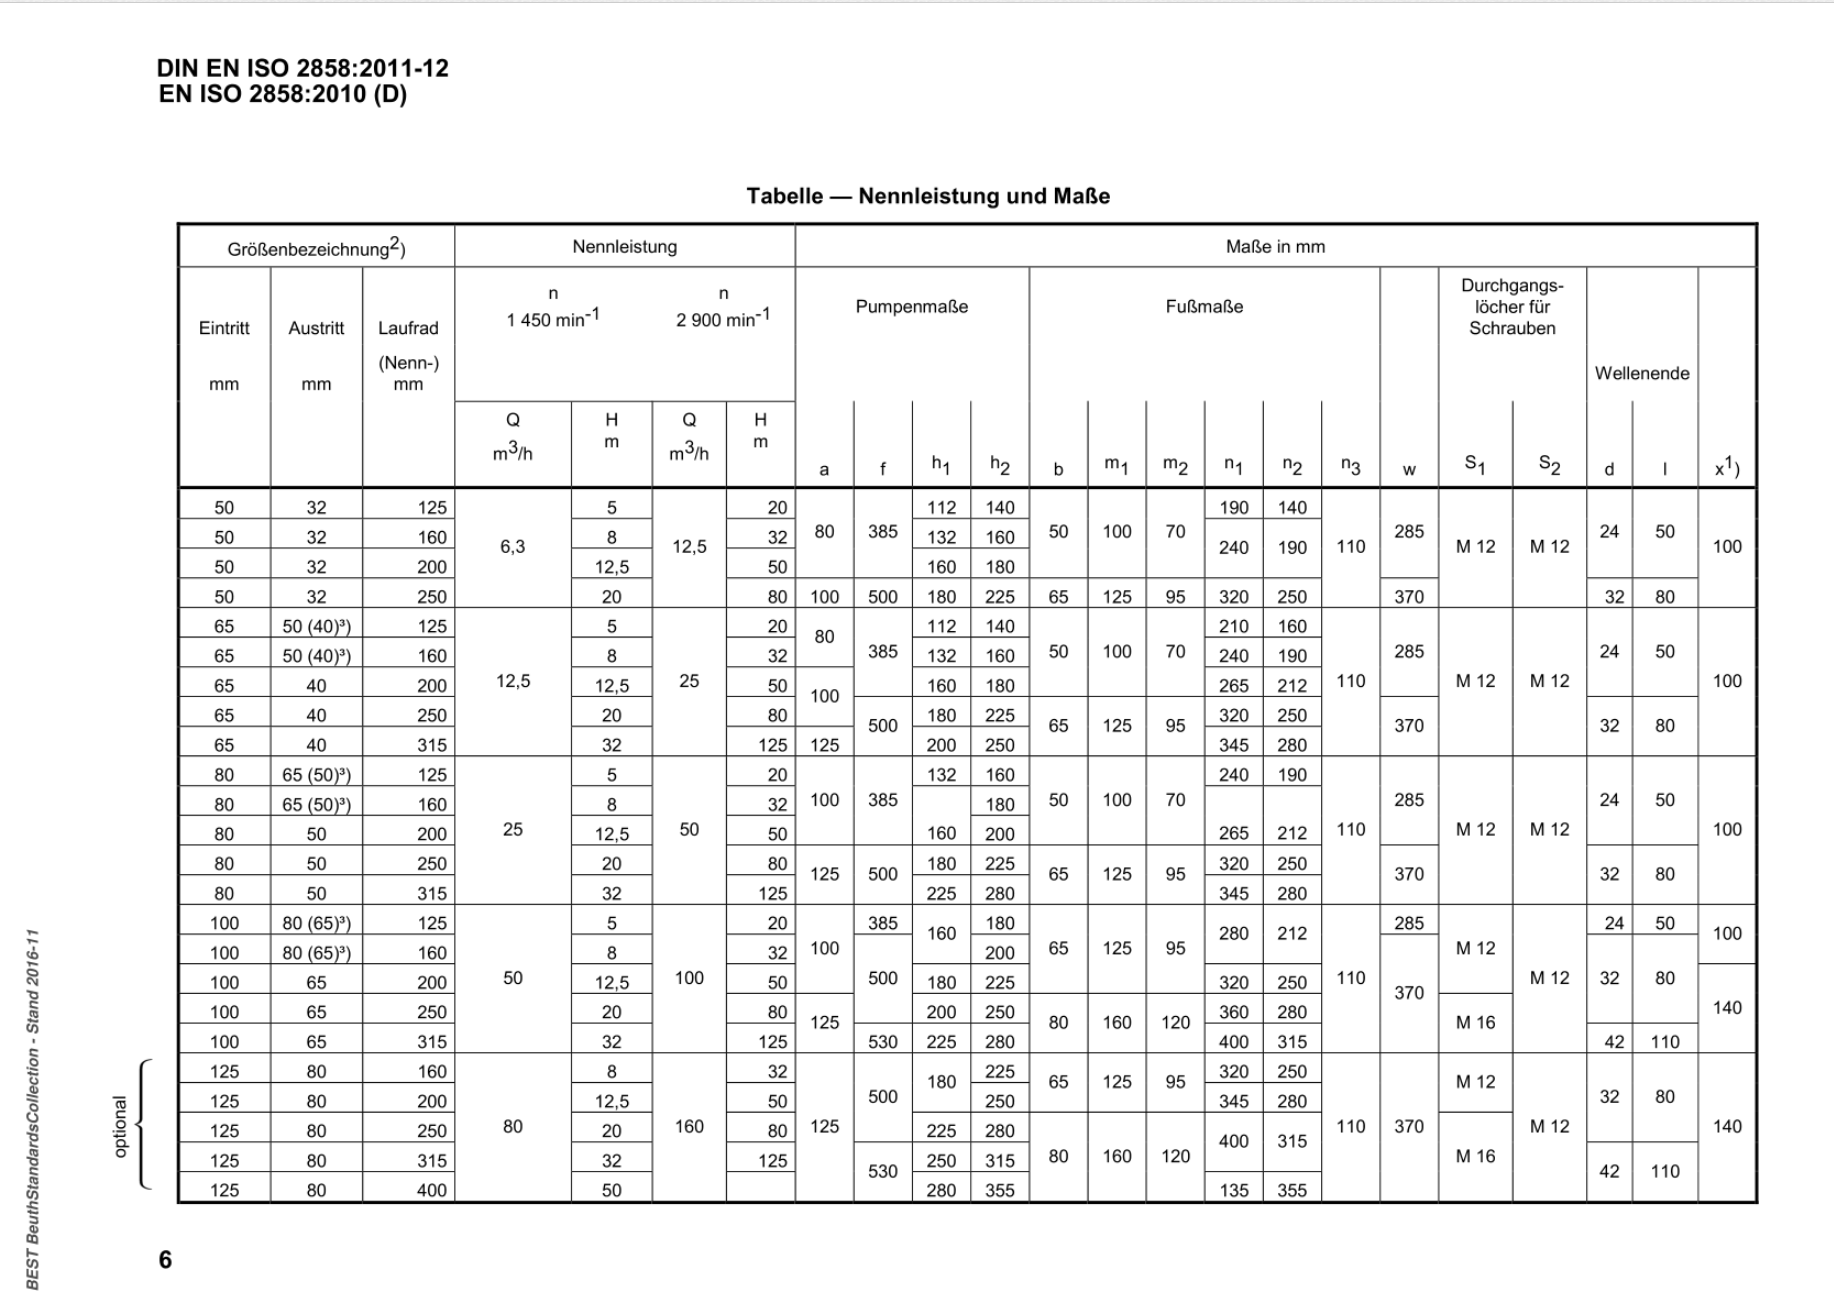 DIN EN ISO 2858:2011-12
EN ISO 2858:2010 (D)
Tabelle — Nennleistung und Maße
Größenbezeichnung2) Nennleistung Maße in mm
Eintritt mm Austritt mm Laufrad (Nenn-) mm n 1 450 min-1 n 2 900 min-1 Pumpenmaße Fußmaße Durchgangs-löcher für Schrauben Wellenende
Q m3/h H m Q m3/h H m a f h1 h2 b m1 m2 n1 n2 n3 w S1 S2 d l x1)
50 32 125 6,3 5 12,5 20 80 385 112 140 50 100 70 190 140 110 285 M 12 M 12 24 50 100
50 32 160 8 32 132 160 240 190
50 32 200 12,5 50 160 180
50 32 250 20 80 100 500 180 225 65 125 95 320 250 370 32 80
65 50 (40)³) 125 12,5 5 25 20 80 385 112 140 50 100 70 210 160 110 285 M 12 M 12 24 50 100
65 50 (40)³) 160 8 32 132 160 240 190
65 40 200 12,5 50 100 160 180 265 212
65 40 250 20 80 500 180 225 65 125 95 320 250 370 32 80
65 40 315 32 125 125 200 250 345 280
80 65 (50)³) 125 25 5 50 20 100 385 132 160 50 100 70 240 190 110 285 M 12 M 12 24 50 100
80 65 (50)³) 160 8 32 180
80 50 200 12,5 50 160 200 265 212
80 50 250 20 80 125 500 180 225 65 125 95 320 250 370 32 80
80 50 315 32 125 225 280 345 280
100 80 (65)³) 125 50 5 100 20 100 385 160 180 65 125 95 280 212 110 285 M 12 M 12 24 50 100
100 80 (65)³) 160 8 32 500 200 370 32 80
100 65 200 12,5 50 180 225 320 250 140
100 65 250 20 80 125 200 250 80 160 120 360 280 M 16
100 65 315 32 125 530 225 280 400 315 42 110
optional
125 80 160 80 8 160 32 125 500 180 225 65 125 95 320 250 110 370 M 12 M 12 32 80 140
125 80 200 12,5 50 250 345 280
125 80 250 20 80 225 280 80 160 120 400 315 M 16
125 80 315 32 125 530 250 315 42 110
125 80 400 50 280 355 135 355
6
BEST BeuthStandardsCollection - Stand 2016-11